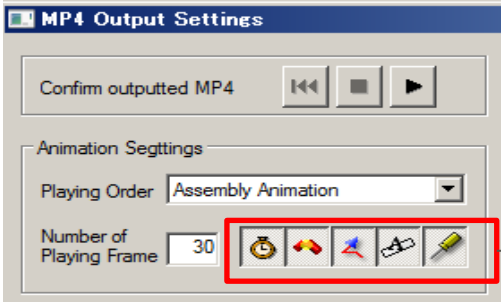 MP4 Output Settings
Confirm outputted MP4
Animation Segttings
Playing Order Assembly Animation
Number of
Playing Frame 30
A